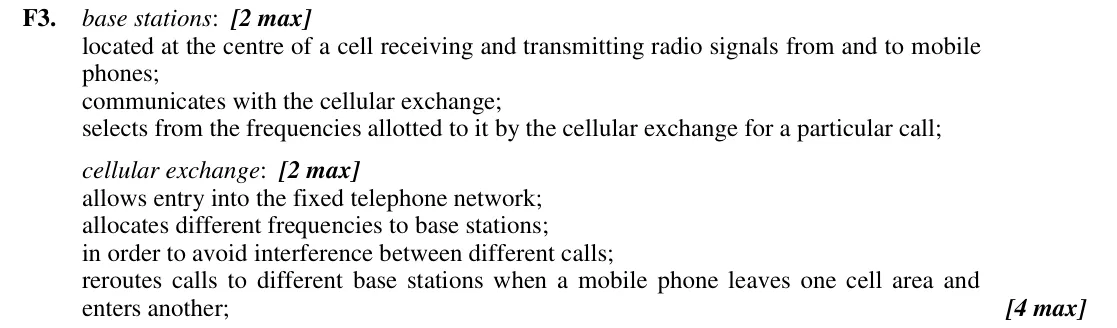 F3. base stations: [2 max]
located at the centre of a cell receiving and transmitting radio signals from and to mobile
phones;
communicates with the cellular exchange;
selects from the frequencies allotted to it by the cellular exchange for a particular call;
cellular exchange: [2 max]
allows entry into the fixed telephone network;
allocates different frequencies to base stations;
in order to avoid interference between different calls;
reroutes calls to different base stations when a mobile phone leaves one cell area and
enters another; [4 max]